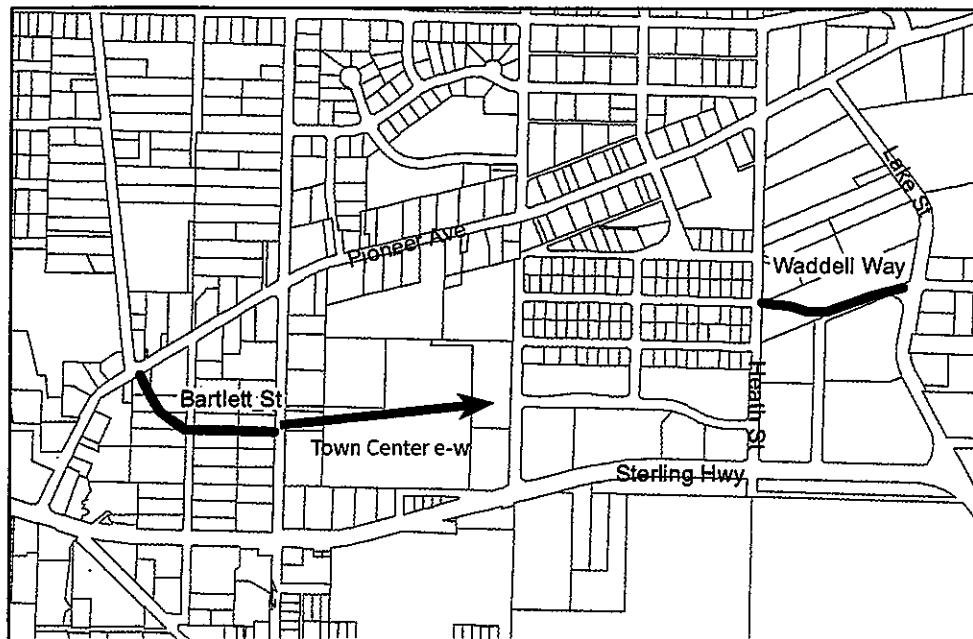 Pioneer Ave
Lake St
Waddell Way
Bartlett St
Heath St
Town Center e-w
Sterling Hwy